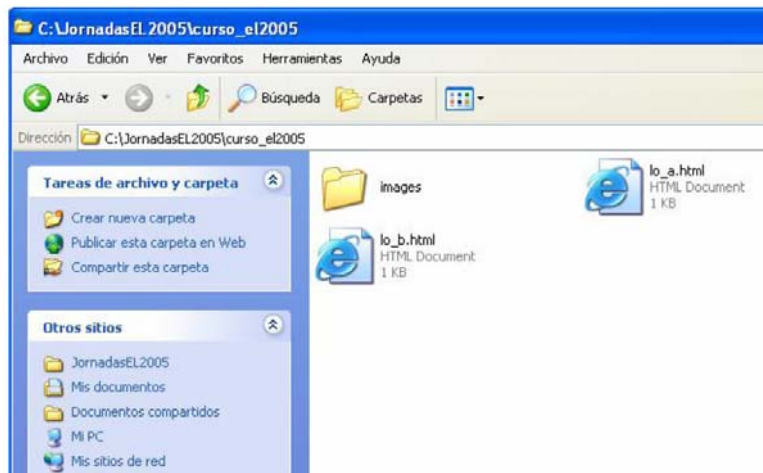 C:\JornadasEL2005\curso_el2005
Archivo Edición Ver Favoritos Herramientas Ayuda
Atrás Búsqueda Carpetas
Dirección C:\JornadasEL2005\curso_el2005
Tareas de archivo y carpeta
Crear nueva carpeta
Publicar esta carpeta en Web
Compartir esta carpeta
Otros sitios
JornadasEL2005
Mis documentos
Documentos compartidos
Mi PC
Mis sitios de red
images
lo_a.html
HTML Document
1 KB
lo_b.html
HTML Document
1 KB